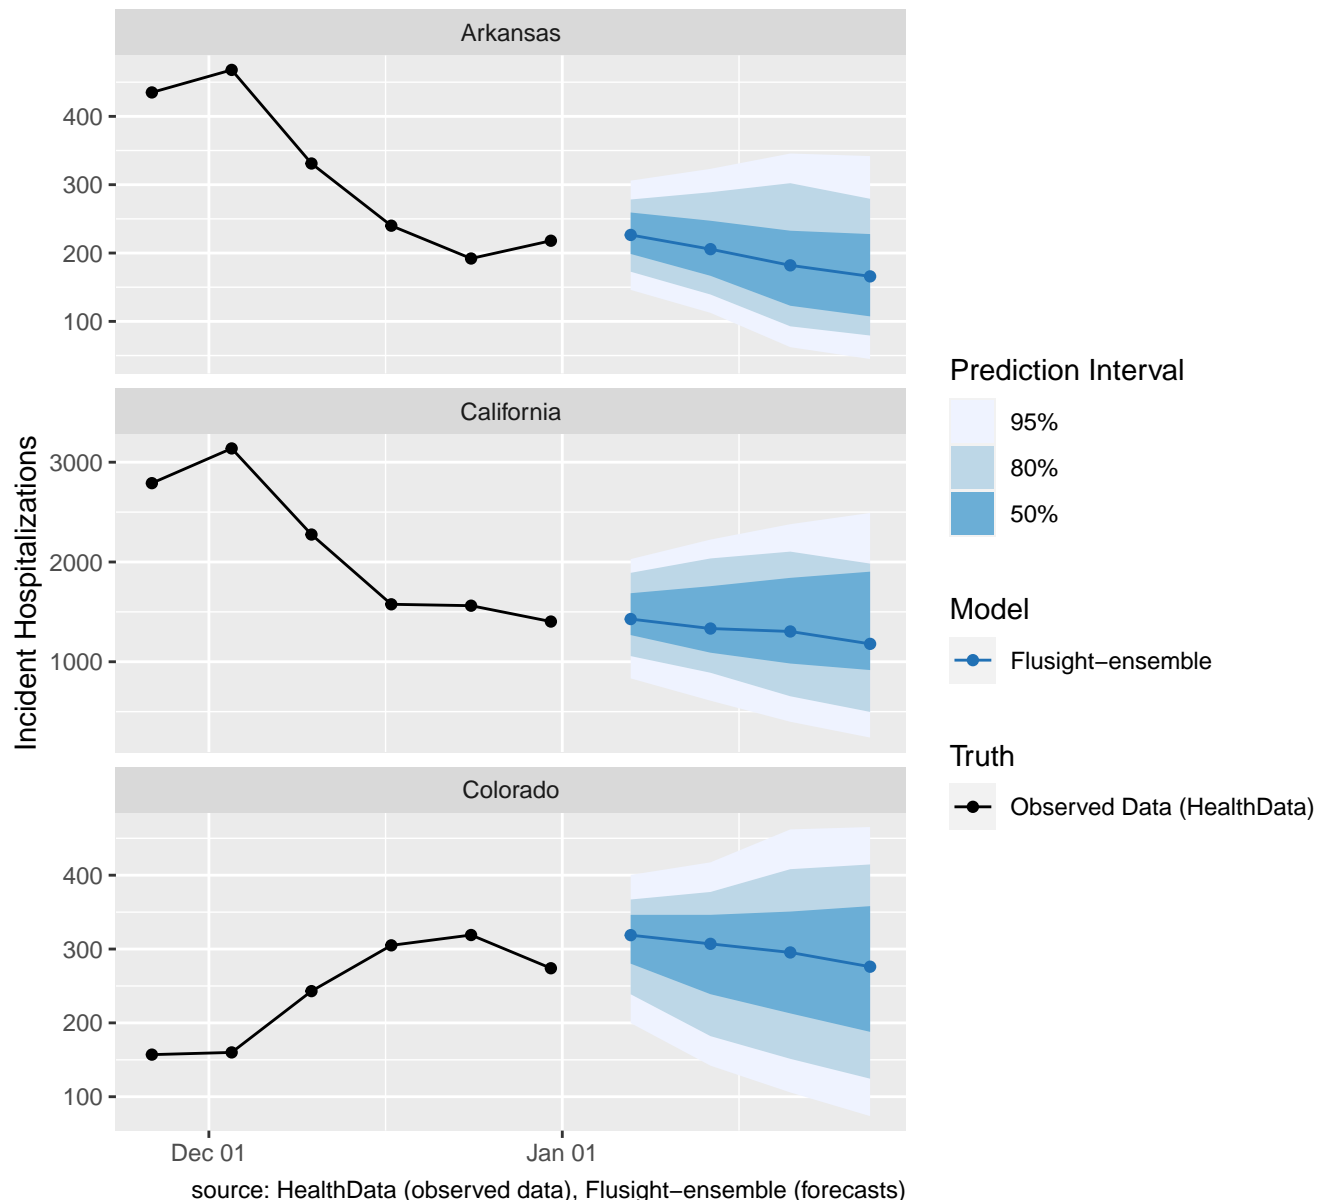 Arkansas
400
300
200
100
California
3000
2000
1000
Colorado
400
300
200
100
Dec 01
Jan 01
Incident Hospitalizations
source: HealthData (observed data), Flusight−ensemble (forecasts)
Prediction Interval
95%
80%
50%
Model
Flusight−ensemble
Truth
Observed Data (HealthData)